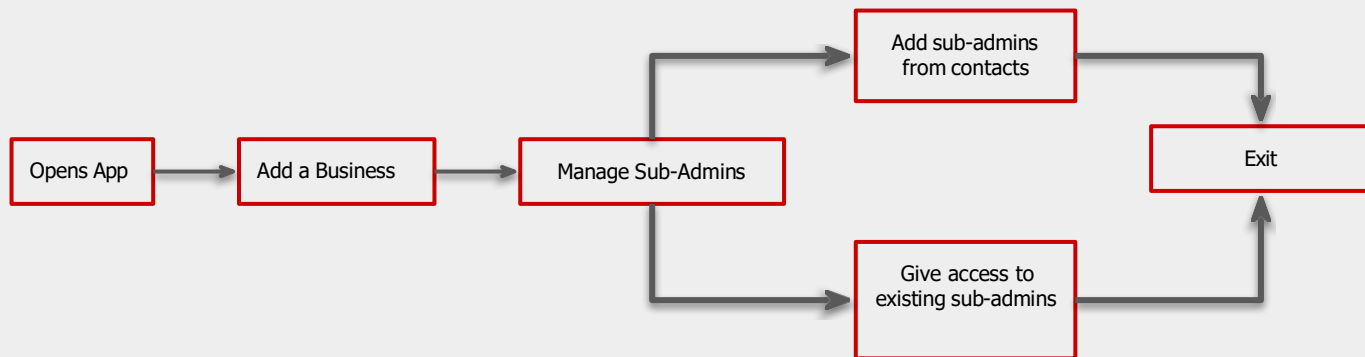 Opens App
Add a Business
Manage Sub-Admins
Add sub-admins
from contacts
Give access to
existing sub-admins
Exit